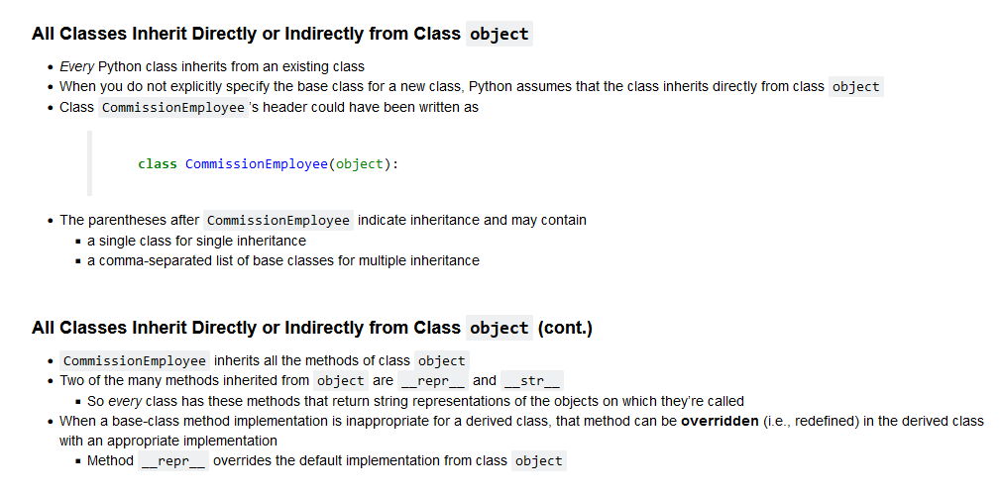 All Classes Inherit Directly or Indirectly from Class object
• Every Python class inherits from an existing class
• When you do not explicitly specify the base class for a new class, Python assumes that the class inherits directly from class object
• Class CommissionEmployee 's header could have been written as
class CommissionEmployee(object):
• The parentheses after CommissionEmployee indicate inheritance and may contain
▪ a single class for single inheritance
▪ a comma-separated list of base classes for multiple inheritance
All Classes Inherit Directly or Indirectly from Class object (cont.)
• CommissionEmployee inherits all the methods of class object
• Two of the many methods inherited from object are __repr__ and __str__
▪ So every class has these methods that return string representations of the objects on which they're called
• When a base-class method implementation is inappropriate for a derived class, that method can be overridden (i.e., redefined) in the derived class
with an appropriate implementation
▪ Method __repr__ overrides the default implementation from class object